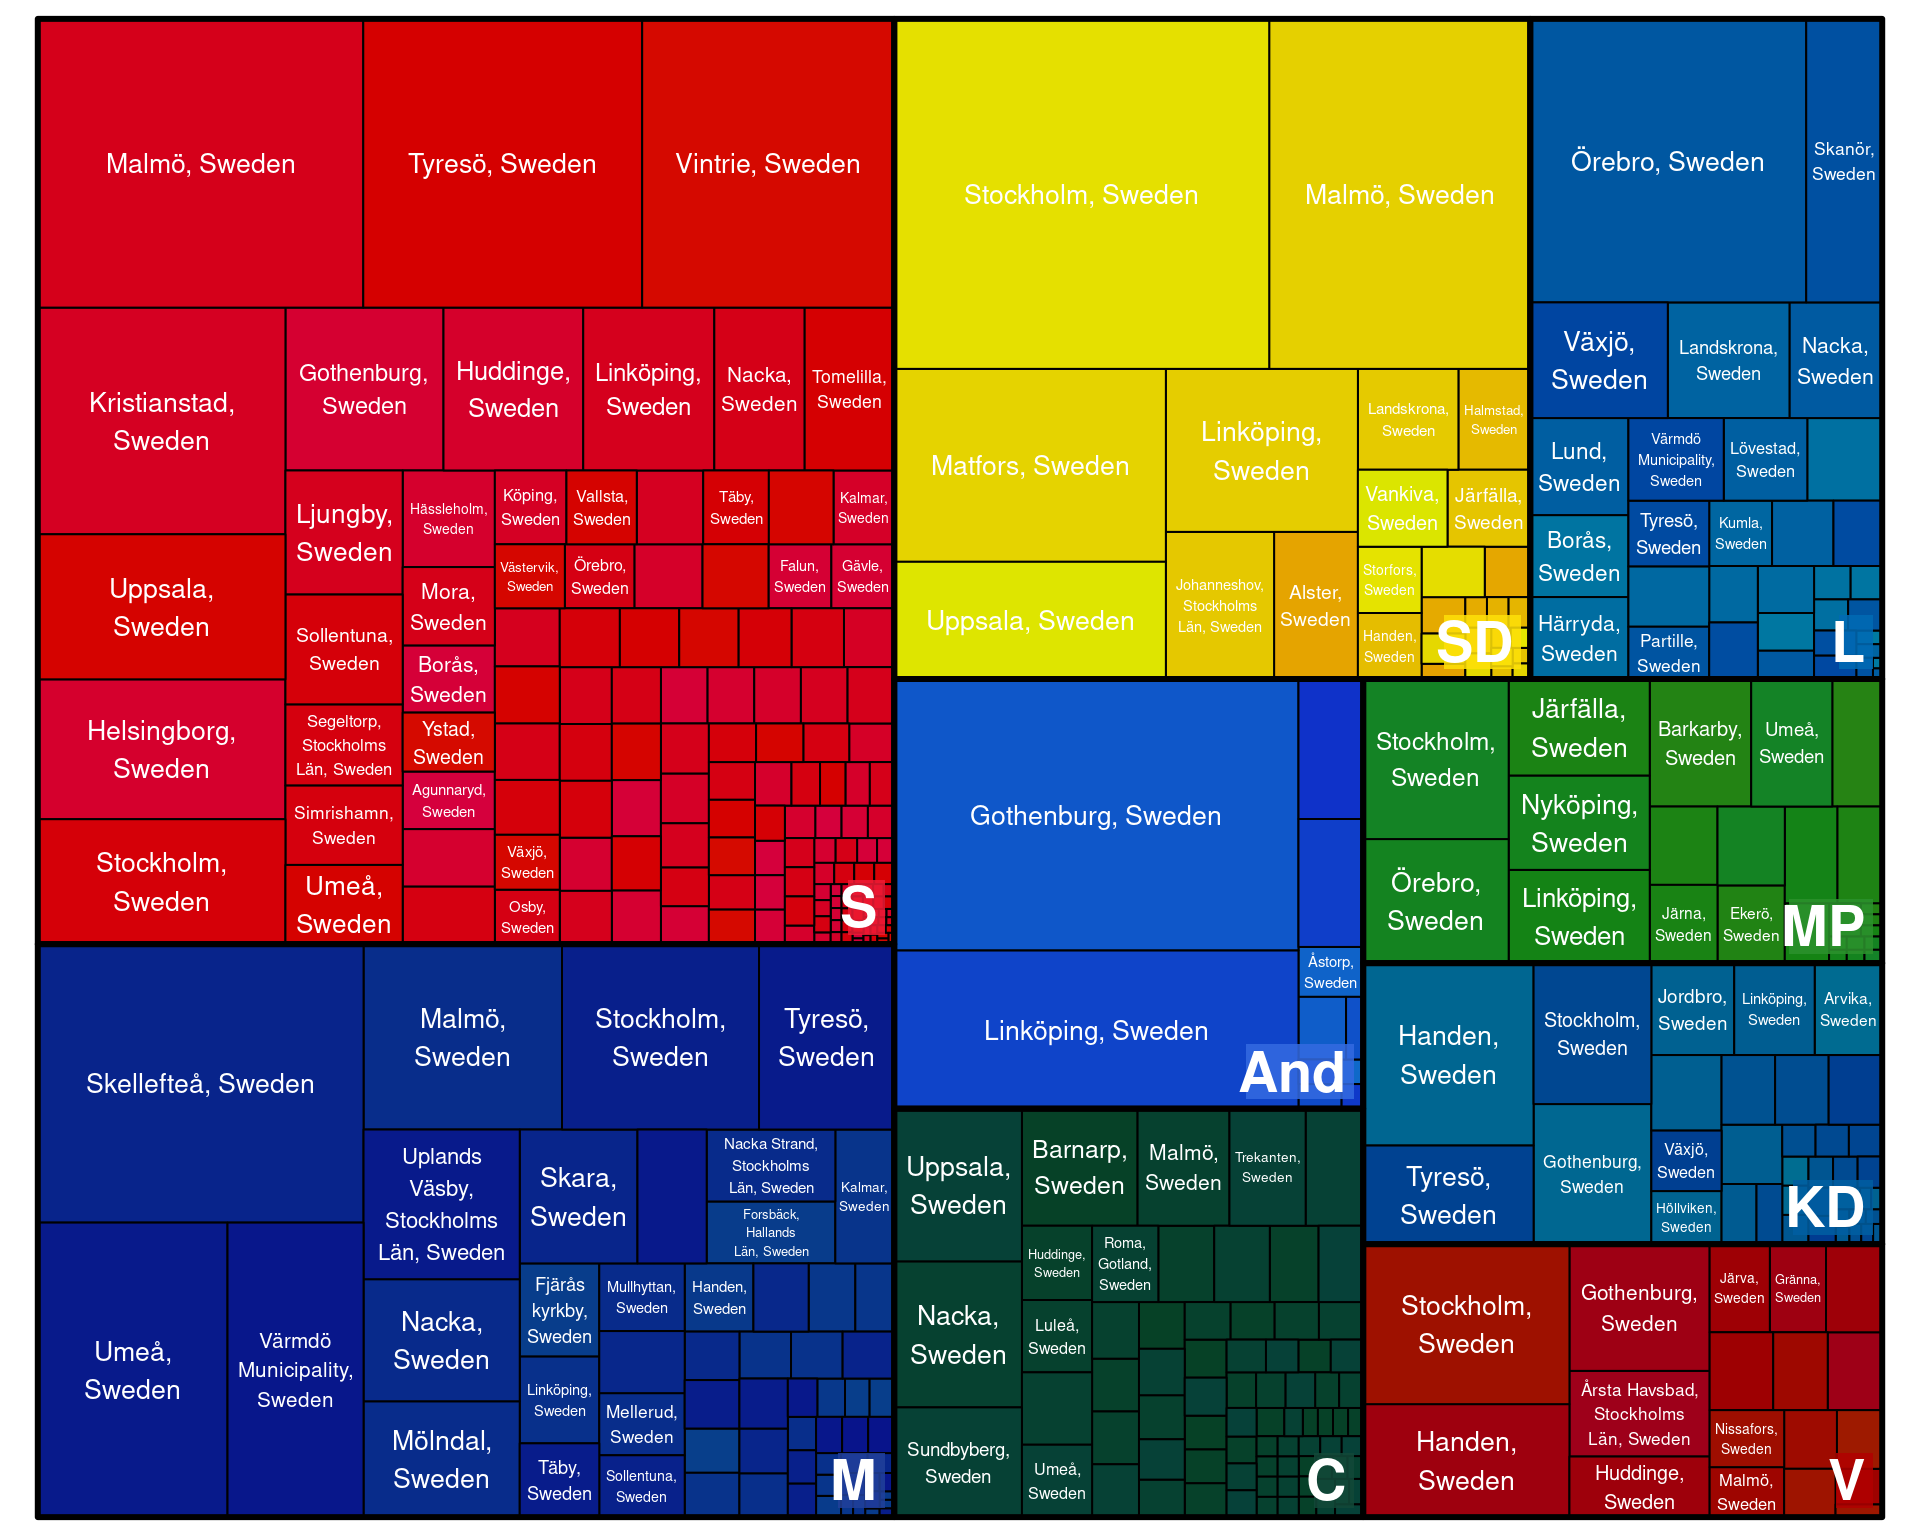 Malmö, Sweden
Tyresö, Sweden
Vintrie, Sweden
Kristianstad,
Sweden
Gothenburg,
Sweden
Huddinge,
Sweden
Linköping,
Sweden
Nacka,
Sweden
Tomelilla,
Sweden
Uppsala,
Sweden
Helsingborg,
Sweden
Stockholm,
Sweden
Ljungby,
Sweden
Sollentuna,
Sweden
Segeltorp,
Stockholms
Län, Sweden
Simrishamn,
Sweden
Umeå,
Sweden
Hässleholm,
Sweden
Mora,
Sweden
Borås,
Sweden
Ystad,
Sweden
Agunnaryd,
Sweden
Köping,
Sweden
Vallsta,
Sweden
Täby,
Sweden
Kalmar,
Sweden
Västervik,
Sweden
Örebro,
Sweden
Falun,
Sweden
Gävle,
Sweden
Växjö,
Sweden
Osby,
Sweden
S
Stockholm, Sweden
Malmö, Sweden
Matfors, Sweden
Uppsala, Sweden
Linköping,
Sweden
Johanneshov,
Stockholms
Län, Sweden
Alster,
Sweden
Landskrona,
Sweden
Halmstad,
Sweden
Vankiva,
Sweden
Järfälla,
Sweden
Storfors,
Sweden
Handen,
Sweden
SD
Örebro, Sweden
Skanör,
Sweden
Växjö,
Sweden
Landskrona,
Sweden
Nacka,
Sweden
Lund,
Sweden
Värmdö
Municipality,
Sweden
Lövestad,
Sweden
Borås,
Sweden
Tyresö,
Sweden
Kumla,
Sweden
Härryda,
Sweden
Partille,
Sweden
L
Gothenburg, Sweden
Linköping, Sweden
Åstorp,
Sweden
And
Stockholm,
Sweden
Örebro,
Sweden
Järfälla,
Sweden
Nyköping,
Sweden
Linköping,
Sweden
Barkarby,
Sweden
Umeå,
Sweden
Järna,
Sweden
Ekerö,
Sweden
MP
Skellefteå, Sweden
Umeå,
Sweden
Värmdö
Municipality,
Sweden
Malmö,
Sweden
Stockholm,
Sweden
Tyresö,
Sweden
Uplands
Väsby,
Stockholms
Län, Sweden
Nacka,
Sweden
Mölndal,
Sweden
Skara,
Sweden
Nacka Strand,
Stockholms
Län, Sweden
Forsbäck,
Hallands
Län, Sweden
Kalmar,
Sweden
Fjärås
kyrkby,
Sweden
Linköping,
Sweden
Täby,
Sweden
Mullhyttan,
Sweden
Handen,
Sweden
Mellerud,
Sweden
Sollentuna,
Sweden
M
Uppsala,
Sweden
Nacka,
Sweden
Sundbyberg,
Sweden
Barnarp,
Sweden
Malmö,
Sweden
Trekanten,
Sweden
Huddinge,
Sweden
Roma,
Gotland,
Sweden
Luleå,
Sweden
Umeå,
Sweden
C
Handen,
Sweden
Tyresö,
Sweden
Stockholm,
Sweden
Gothenburg,
Sweden
Jordbro,
Sweden
Linköping,
Sweden
Arvika,
Sweden
Växjö,
Sweden
Höllviken,
Sweden
KD
Stockholm,
Sweden
Handen,
Sweden
Gothenburg,
Sweden
Årsta Havsbad,
Stockholms
Län, Sweden
Huddinge,
Sweden
Järva,
Sweden
Gränna,
Sweden
Nissafors,
Sweden
Malmö,
Sweden
V